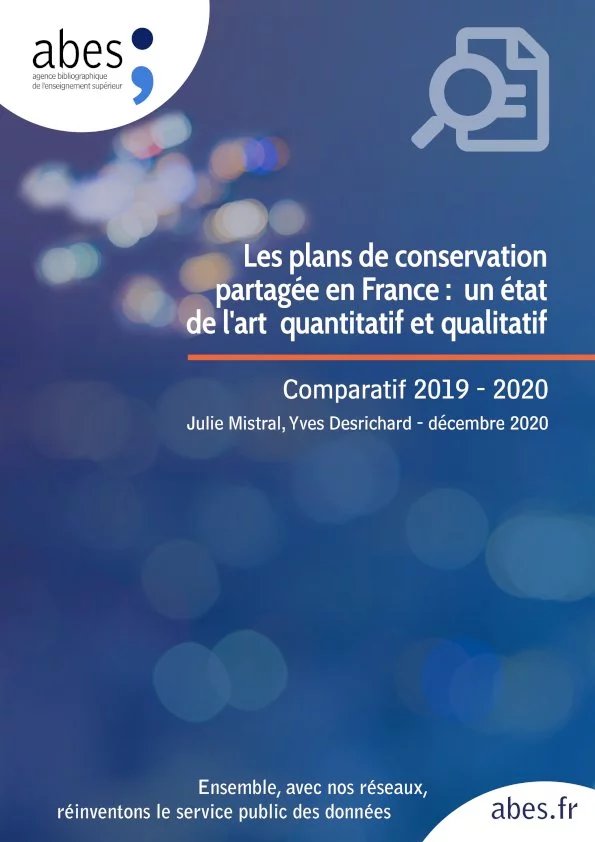 abes
agence bibliographique
de l'enseignement supérieur
Les plans de conservation
partagée en France : un état
de l'art quantitatif et qualitatif
Comparatif 2019 - 2020
Julie Mistral, Yves Desrichard - décembre 2020
Ensemble, avec nos réseaux,
réinventons le service public des données
abes.fr